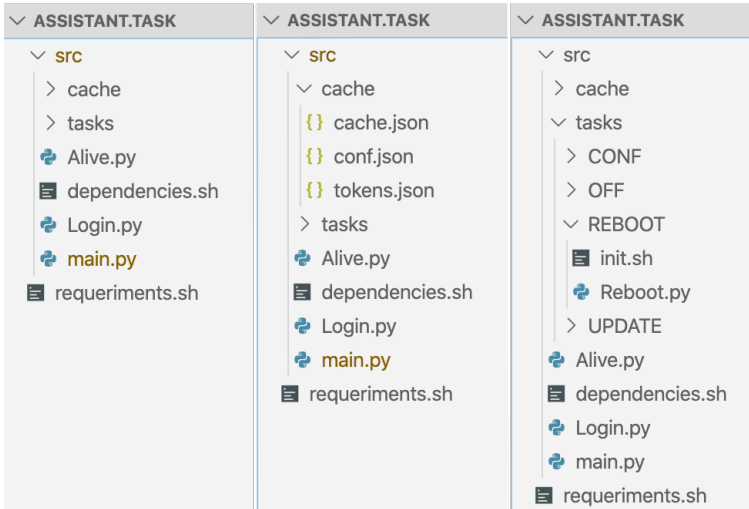 ASSISTANT.TASK
src
cache
tasks
Alive.py
dependencies.sh
Login.py
main.py
requeriments.sh
ASSISTANT.TASK
src
cache
{} cache.json
{} conf.json
{} tokens.json
tasks
Alive.py
dependencies.sh
Login.py
main.py
requeriments.sh
ASSISTANT.TASK
src
cache
tasks
CONF
OFF
REBOOT
init.sh
Reboot.py
UPDATE
Alive.py
dependencies.sh
Login.py
main.py
requeriments.sh